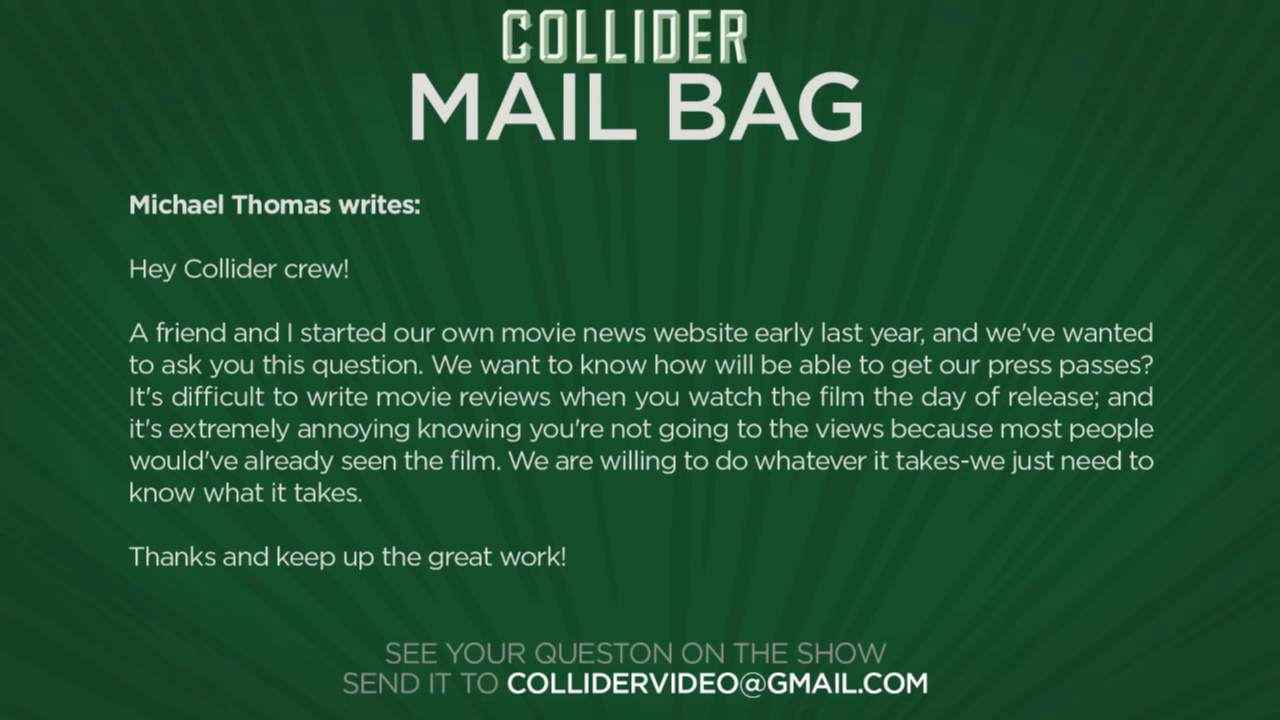 COLLIDER
MAIL BAG
Michael Thomas writes:
Hey Collider crew!
A friend and I started our own movie news website early last year, and we've wanted
to ask you this question. We want to know how will be able to get our press passes?
It's difficult to write movie reviews when you watch the film the day of release; and
it's extremely annoying knowing you're not going to the views because most people
would've already seen the film. We are willing to do whatever it takes-we just need to
know what it takes.
Thanks and keep up the great work!
SEE YOUR QUESTON ON THE SHOW
SEND IT TO COLLIDERVIDEO@GMAIL.COM